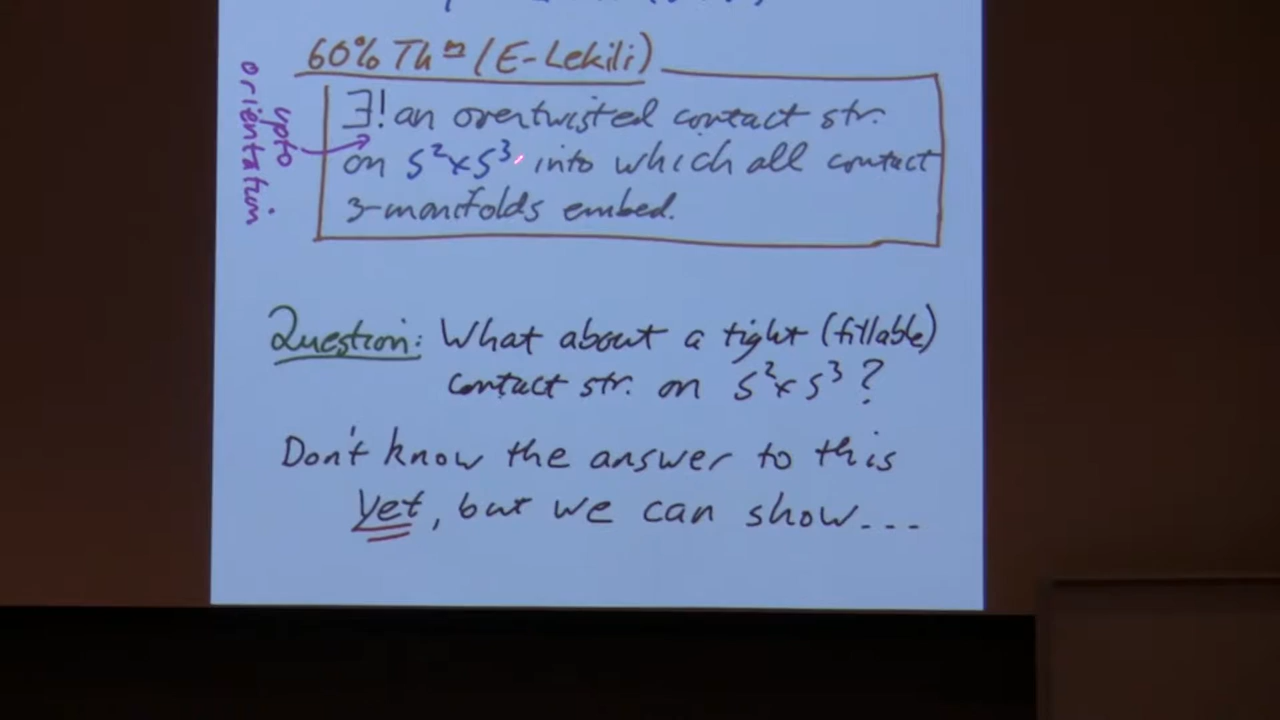 60% Thm (E-Lekili)
∃! an overtwisted contact str.
on S²×S³ into which all contact
3-manifolds embed.
upto
orientation
Question: What about a tight (fillable)
contact str. on S²×S³?
Don't know the answer to this
yet, but we can show...